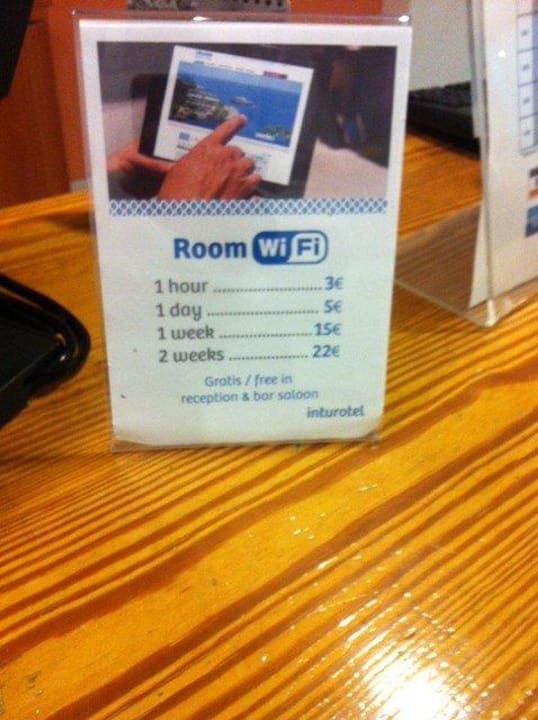 Room WiFi
1 hour ........................... 3€
1 day ............................ 5€
1 week ........................ 15€
2 weeks .................... 22€
Gratis / free in
reception & bar saloon
inturotel